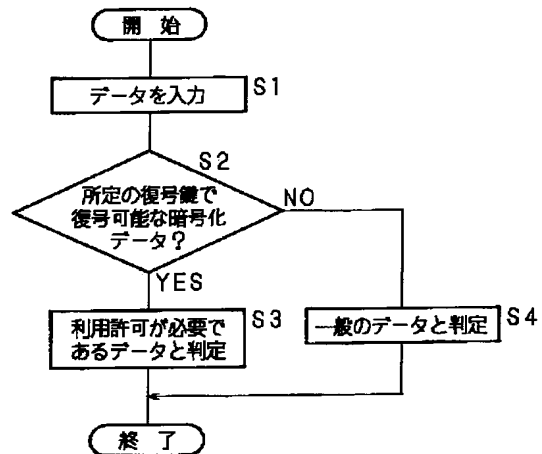 開始
データを入力
S1
S2
所定の復号鍵で
復号可能な暗号化
データ?
NO
YES
利用許可が必要で
あるデータと判定
S3
一般のデータと判定
S4
終了